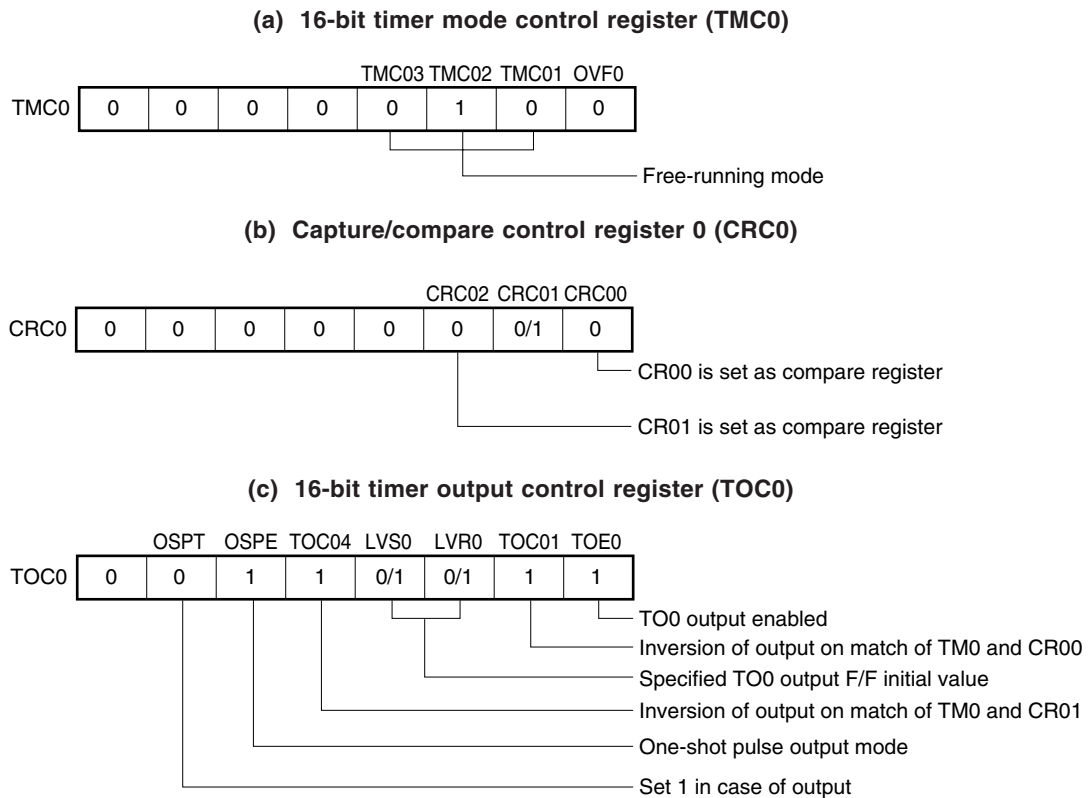 (a) 16-bit timer mode control register (TMC0)
TMC03 TMC02 TMC01 OVF0
TMC0 0 0 0 0 0 1 0 0
Free-running mode
(b) Capture/compare control register 0 (CRC0)
CRC02 CRC01 CRC00
CRC0 0 0 0 0 0 0 0/1 0
CR00 is set as compare register
CR01 is set as compare register
(c) 16-bit timer output control register (TOC0)
OSPT OSPE TOC04 LVS0 LVR0 TOC01 TOE0
TOC0 0 0 1 1 0/1 0/1 1 1
TO0 output enabled
Inversion of output on match of TM0 and CR00
Specified TO0 output F/F initial value
Inversion of output on match of TM0 and CR01
One-shot pulse output mode
Set 1 in case of output